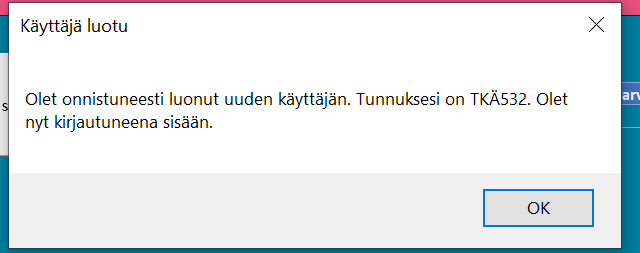 Käyttäjä luotu
Olet onnistuneesti luonut uuden käyttäjän. Tunnuksesi on TKÄ532. Olet
nyt kirjautuneena sisään.
OK